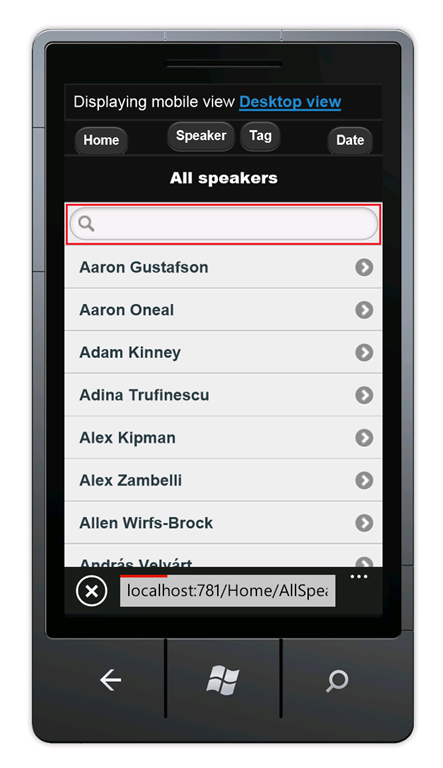 Displaying mobile view Desktop view
Home Speaker Tag Date
All speakers
Aaron Gustafson
Aaron Oneal
Adam Kinney
Adina Trufinescu
Alex Kipman
Alex Zambelli
Allen Wirfs-Brock
András Velvárt
localhost:781/Home/AllSpea